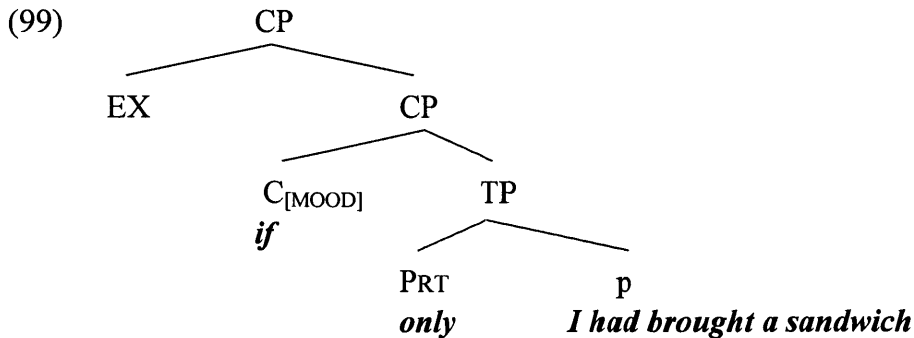 (99) CP
EX CP
C[MOOD] TP
if
PRT p
only I had brought a sandwich